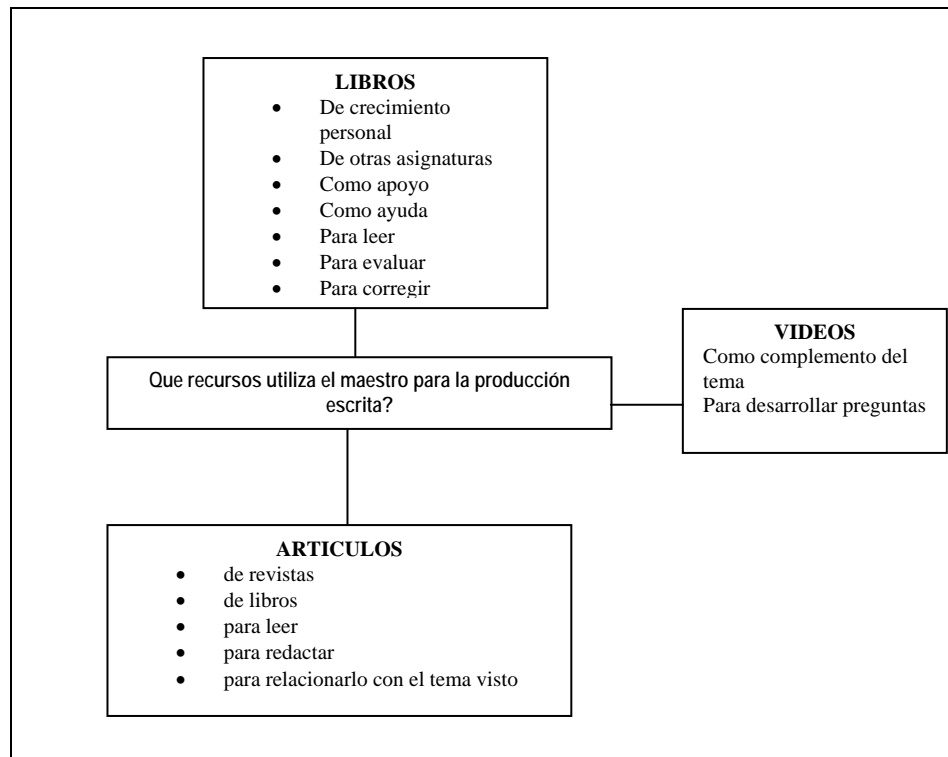 LIBROS
• De crecimiento
personal
• De otras asignaturas
• Como apoyo
• Como ayuda
• Para leer
• Para evaluar
• Para corregir
VIDEOS
Como complemento del
tema
Para desarrollar preguntas
Que recursos utiliza el maestro para la producción
escrita?
ARTICULOS
• de revistas
• de libros
• para leer
• para redactar
• para relacionarlo con el tema visto